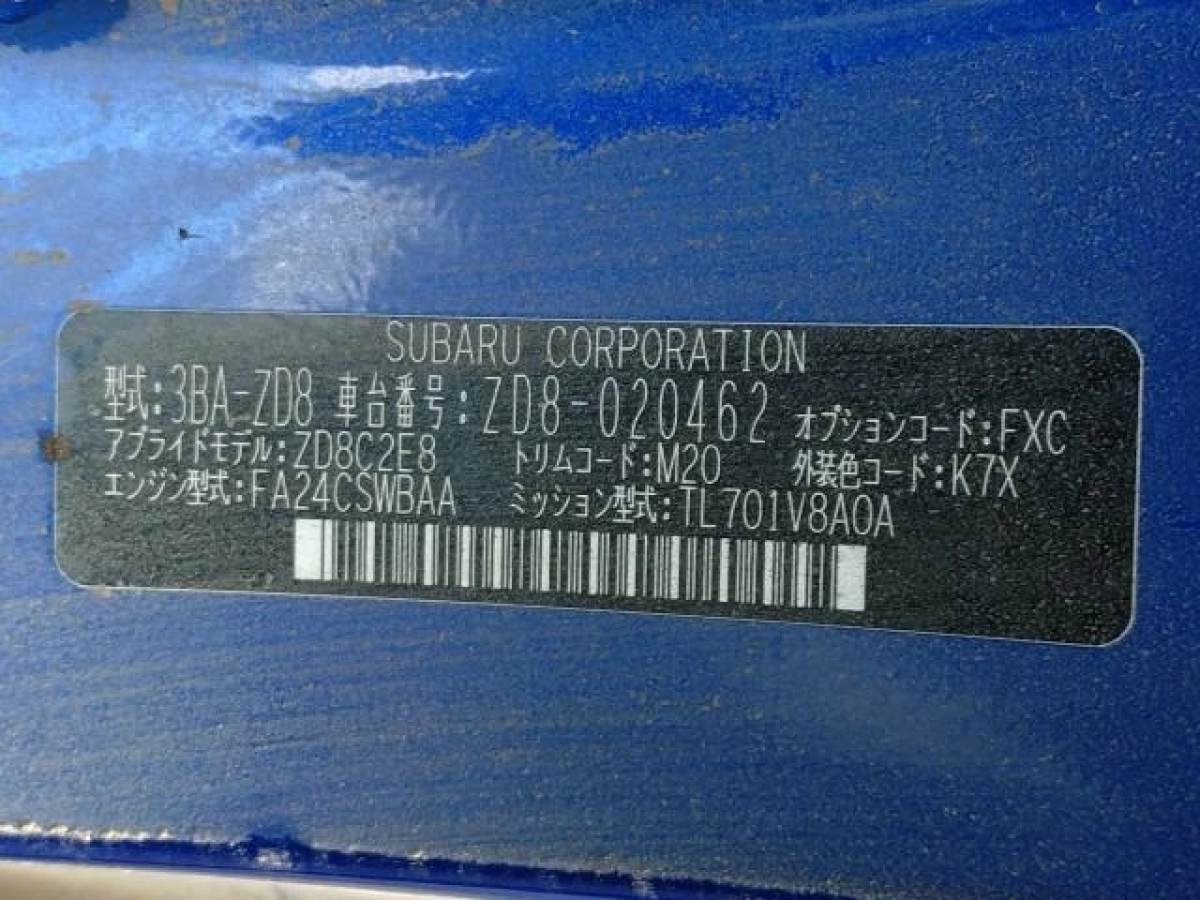 SUBARU CORPORATION
型式:3BA-ZD8 車台番号:ZD8-020462 オプションコード:FXC
アプライドモデル:ZD8C2E8 トリムコード:M20 外装色コード:K7X
エンジン型式:FA24CSWBAA ミッション型式:TL701V8A0A